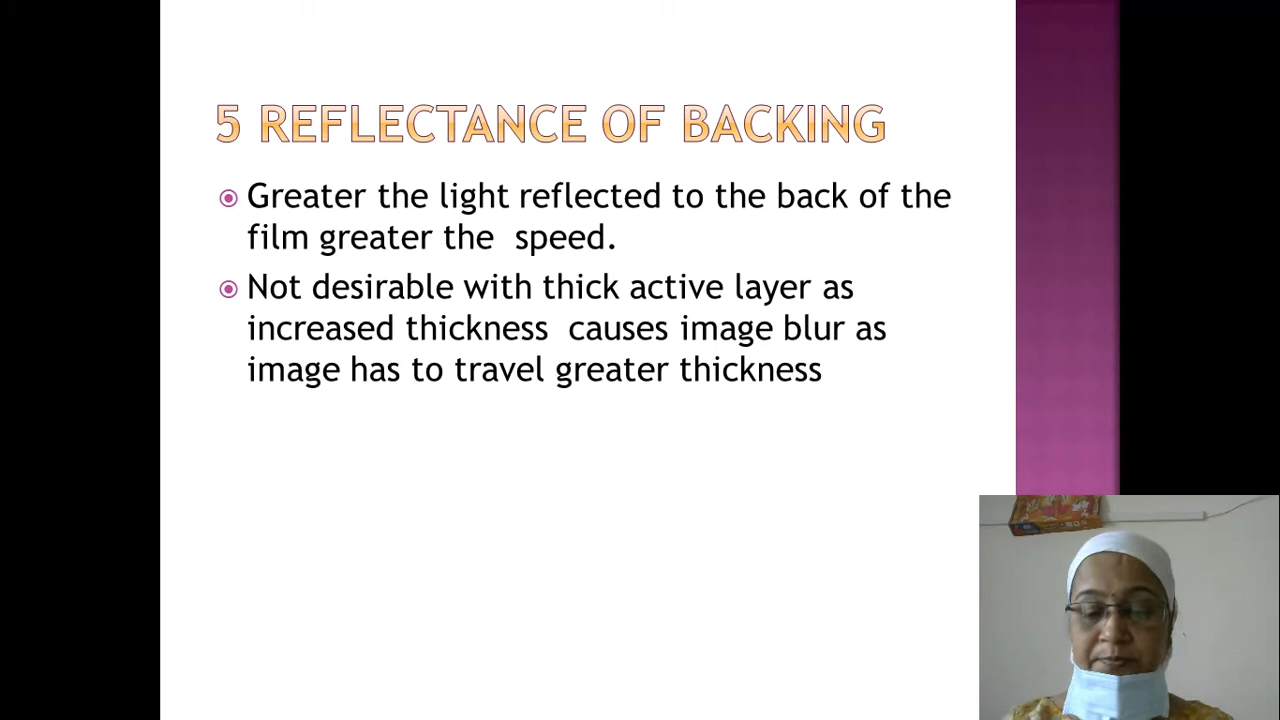 5 REFLECTANCE OF BACKING
Greater the light reflected to the back of the
film greater the speed.
Not desirable with thick active layer as
increased thickness causes image blur as
image has to travel greater thickness